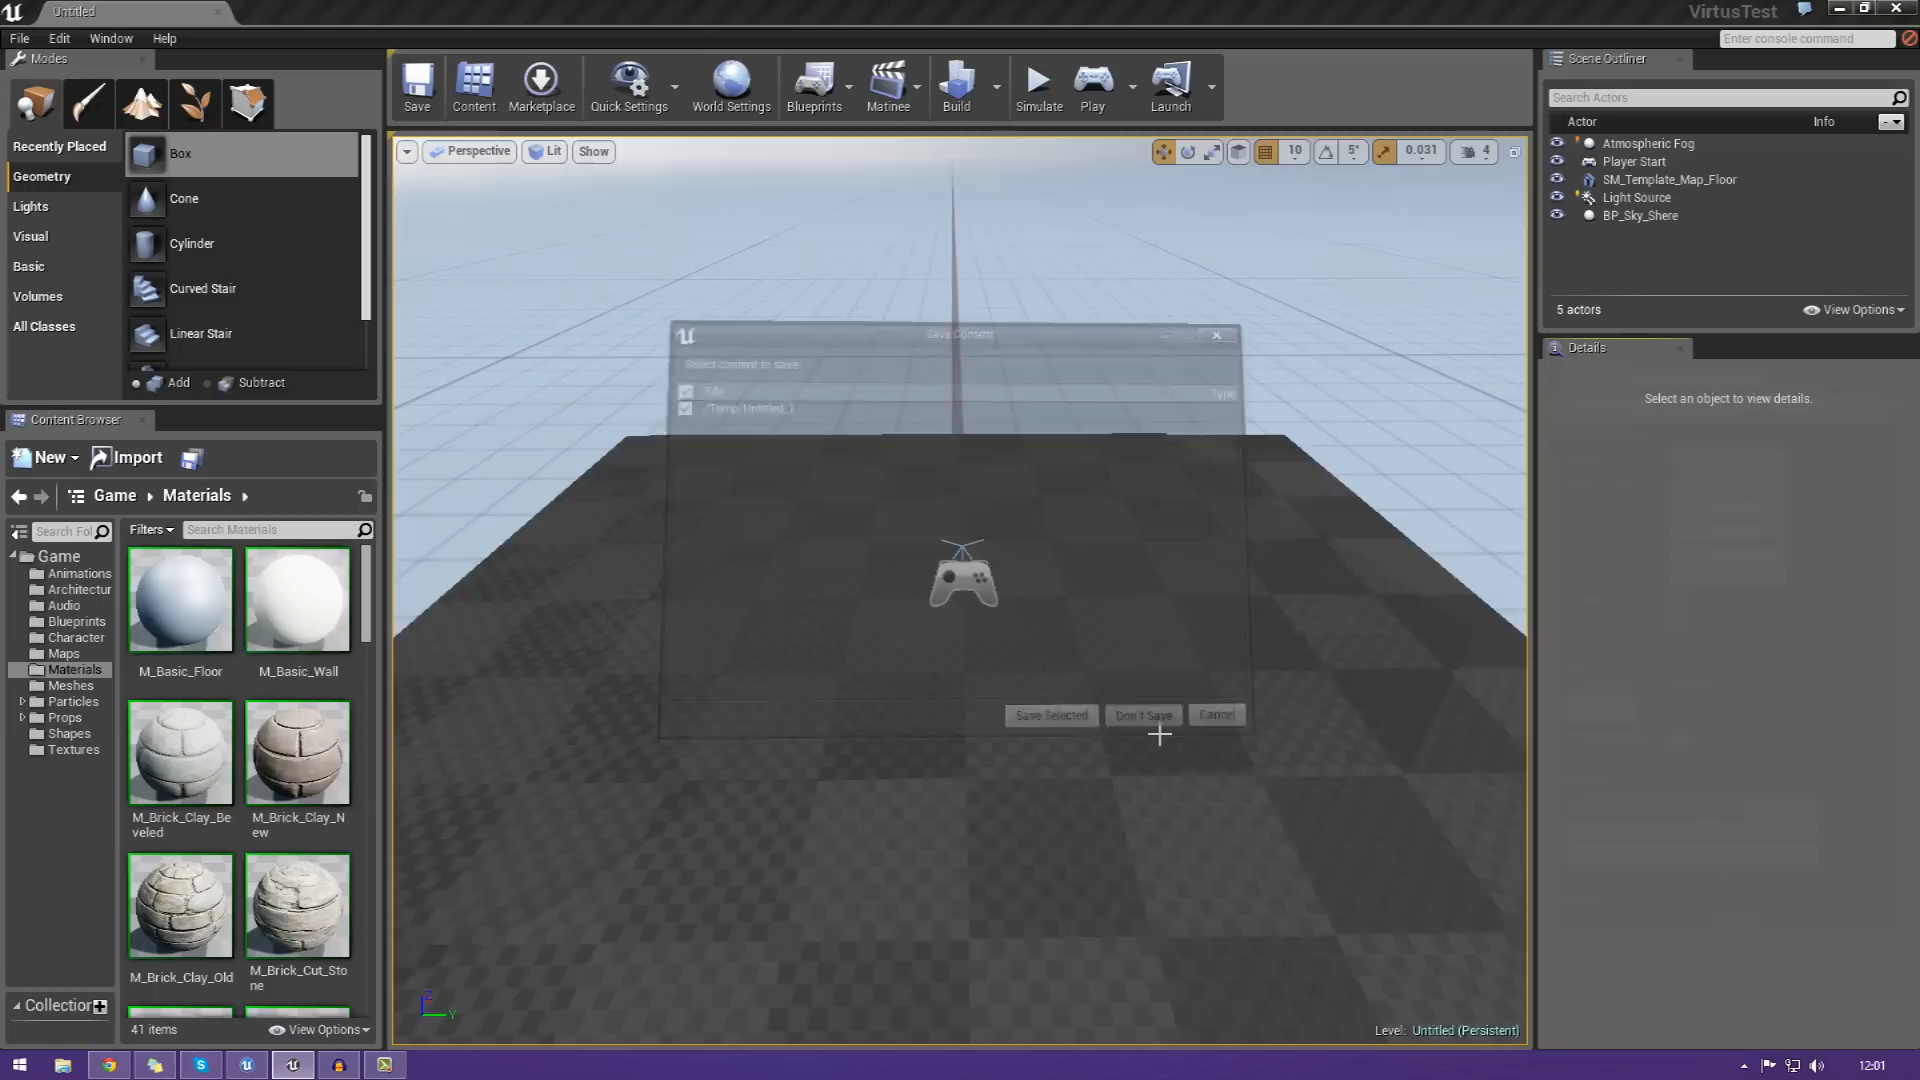 Untitled
VirtusTest
File Edit Window Help
Enter console command
Modes
Save Content Marketplace Quick Settings World Settings Blueprints Matinee Build Simulate Play Launch
Scene Outliner
Search Actors
Actor Info
Atmospheric Fog
Player Start
SM_Template_Map_Floor
Light Source
BP_Sky_Shere
5 actors View Options
Details
Select an object to view details.
Recently Placed
Geometry
Lights
Visual
Basic
Volumes
All Classes
Box
Cone
Cylinder
Curved Stair
Linear Stair
Add Subtract
Perspective Lit Show
10 5° 0.031 4
Save Content
Select content to save.
File Type
/Temp/Untitled_1
Save Selected Don't Save Cancel
Content Browser
New Import
Game Materials
Search Fol
Filters Search Materials
Game
Animations
Architectur
Audio
Blueprints
Character
Maps
Materials
Meshes
Particles
Props
Shapes
Textures
Collection
M_Basic_Floor
M_Basic_Wall
M_Brick_Clay_Be
veled
M_Brick_Clay_N
ew
M_Brick_Clay_Old
M_Brick_Cut_Sto
ne
41 items View Options
Z
Y
Level: Untitled (Persistent)
12:01